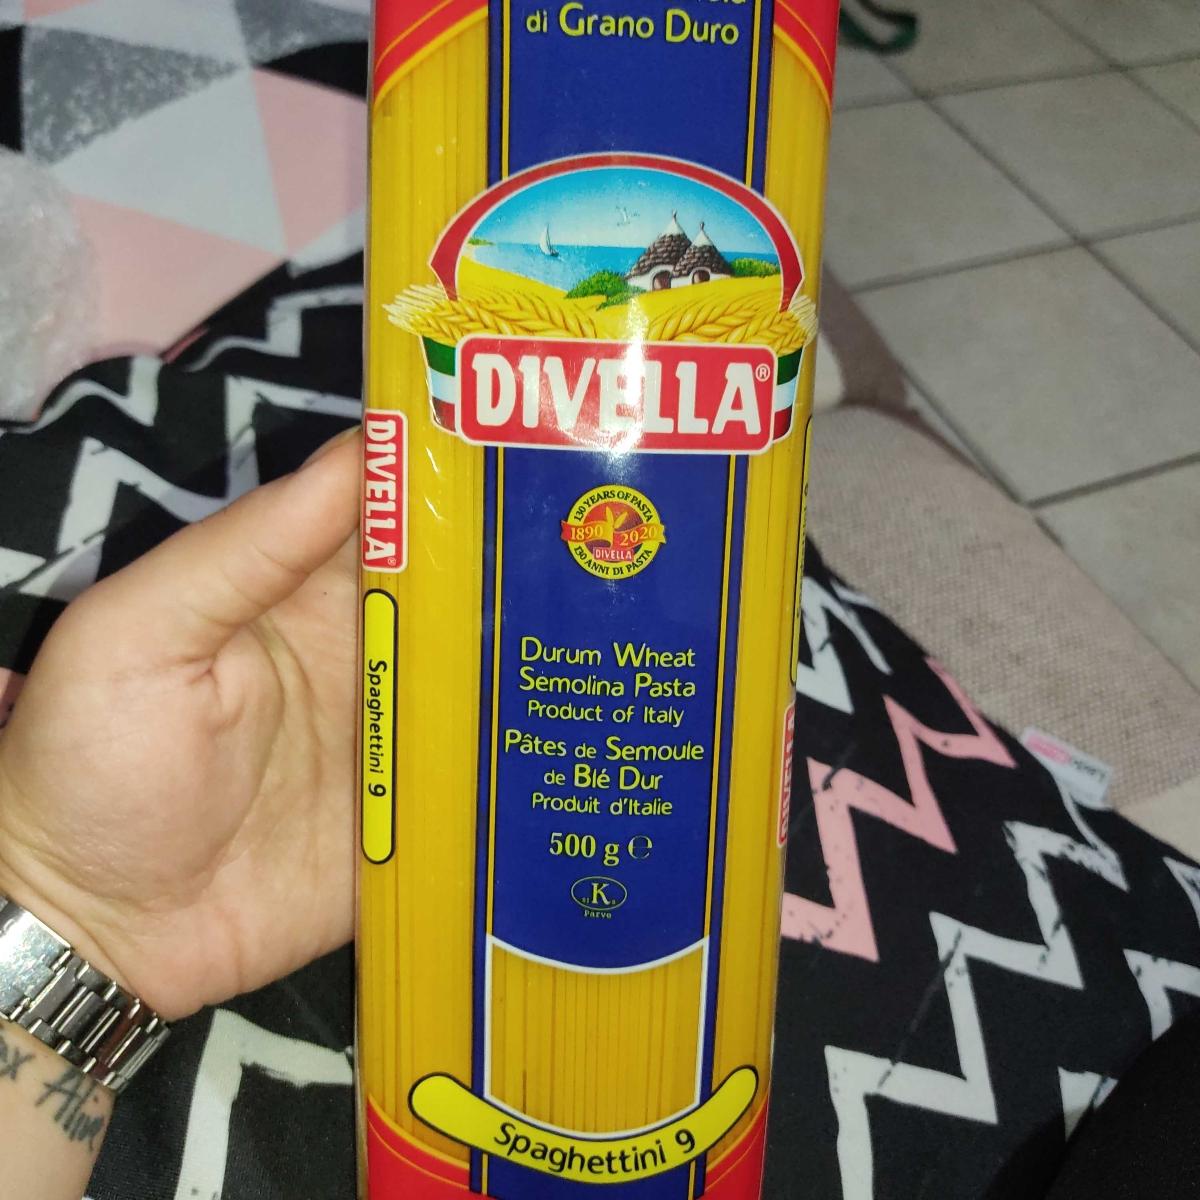 di Grano Duro
DIVELLA®
DIVELLA®
Spaghettini 9
130 YEARS OF PASTA
1890 2020
DIVELLA
130 ANNI DI PASTA
Durum Wheat
Semolina Pasta
Product of Italy
Pâtes de Semoule
de Blé Dur
Produit d'Italie
500 g ℮
K
Parve
Spaghettini 9